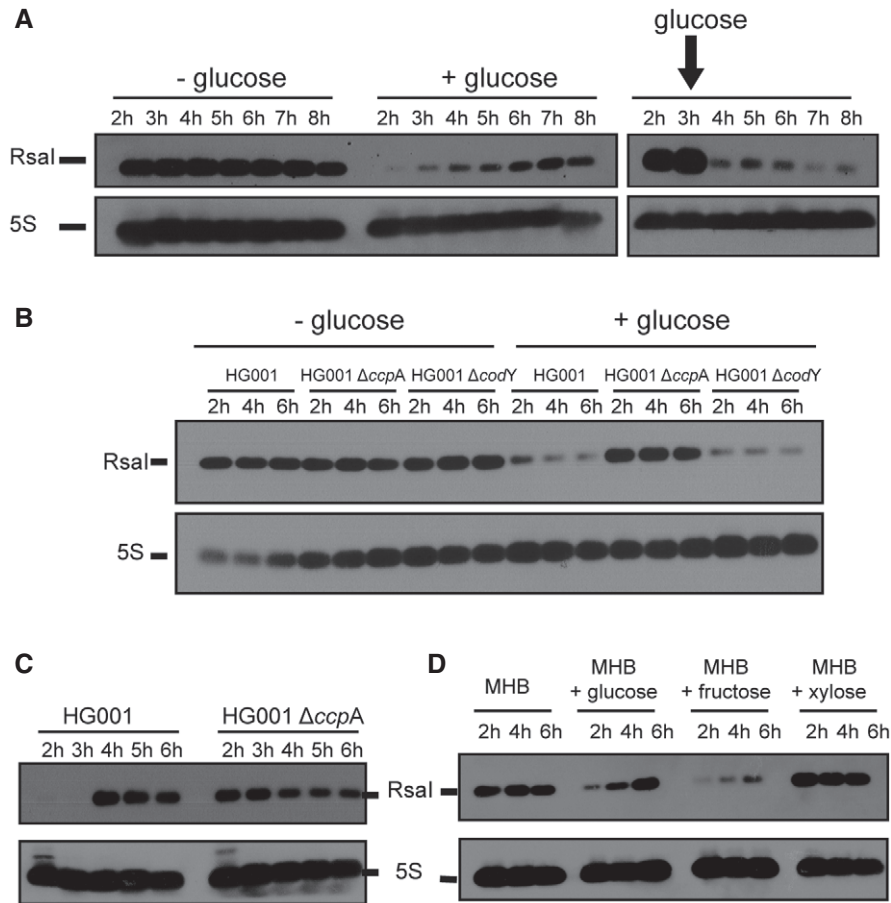 A
glucose
- glucose + glucose
2h 3h 4h 5h 6h 7h 8h 2h 3h 4h 5h 6h 7h 8h 2h 3h 4h 5h 6h 7h 8h
RsaI
5S
B
- glucose + glucose
HG001 HG001 ΔccpA HG001 ΔcodY HG001 HG001 ΔccpA HG001 ΔcodY
2h 4h 6h 2h 4h 6h 2h 4h 6h 2h 4h 6h 2h 4h 6h 2h 4h 6h
RsaI
5S
C
HG001 HG001 ΔccpA
2h 3h 4h 5h 6h 2h 3h 4h 5h 6h
D
MHB MHB + glucose MHB + fructose MHB + xylose
2h 4h 6h 2h 4h 6h 2h 4h 6h 2h 4h 6h
RsaI
5S